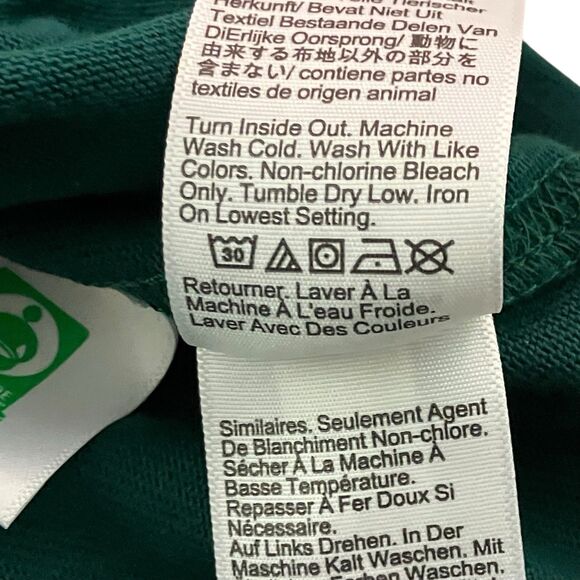 Herkunft/ Bevat Niet Uit
Textiel Bestaande Delen Van
DiErlijke Oorsprong/ 動物に
由来する布地以外の部分を
含まない/ contiene partes no
textiles de origen animal
Turn Inside Out. Machine
Wash Cold. Wash With Like
Colors. Non-chlorine Bleach
Only. Tumble Dry Low. Iron
On Lowest Setting.
30
Retourner. Laver À La
Machine À L'eau Froide.
Laver Avec Des Couleurs
Similaires. Seulement Agent
De Blanchiment Non-chlore.
Sécher À La Machine À
Basse Température.
Repasser À Fer Doux Si
Nécessaire.
Auf Links Drehen. In Der
Maschine Kalt Waschen. Mit
Farben Waschen.